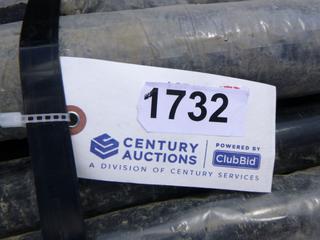 1732
CENTURY
AUCTIONS
POWERED BY
ClubBid
A DIVISION OF CENTURY SERVICES